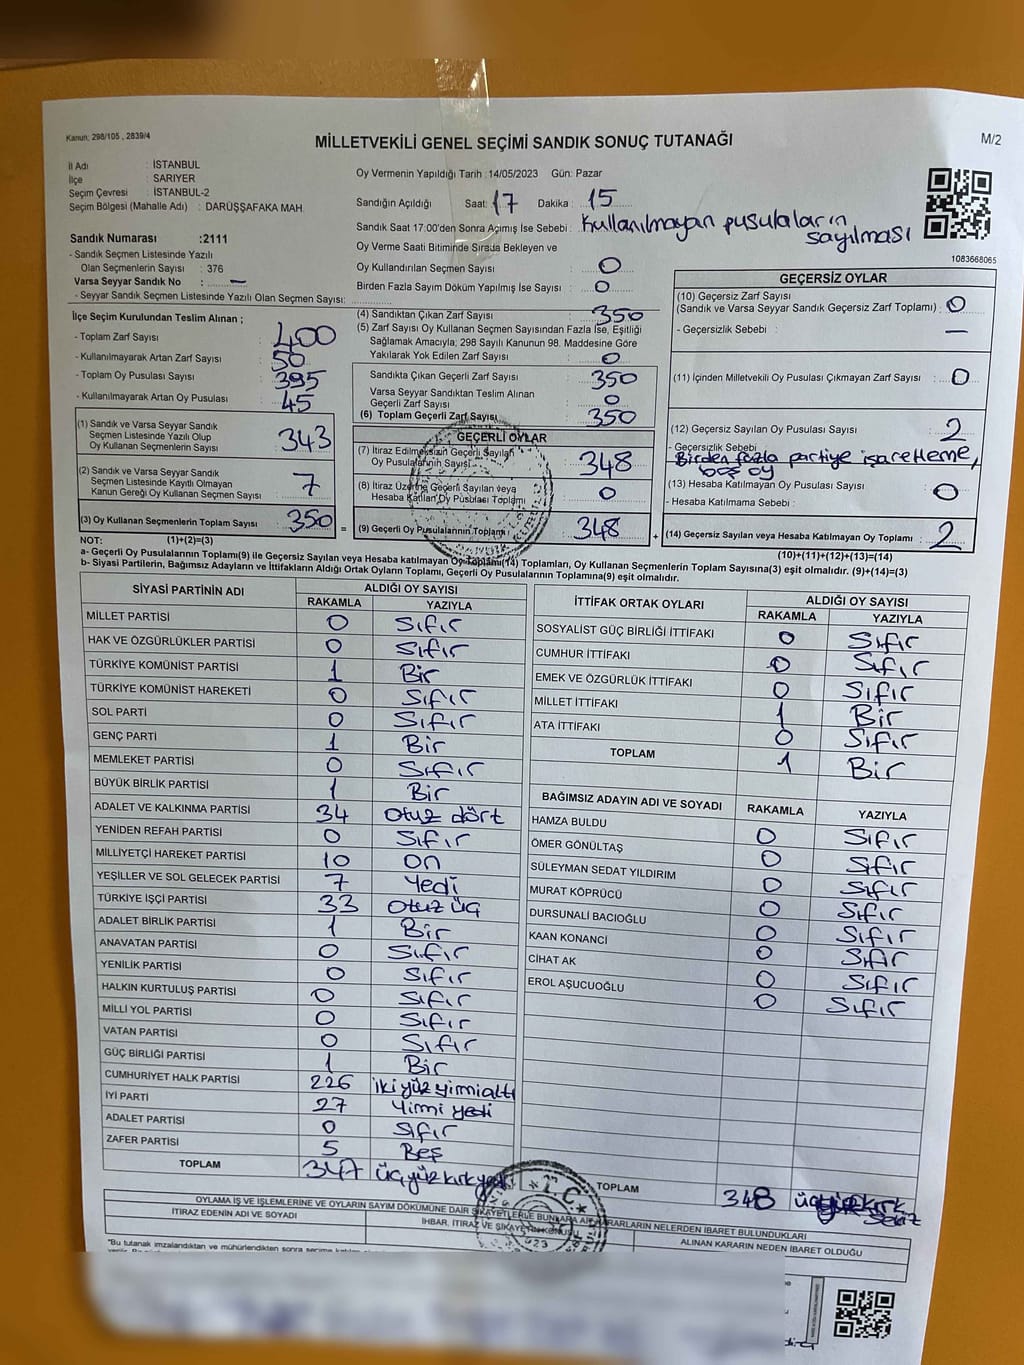 Kanun; 298/105 , 2839/4
MİLLETVEKİLİ GENEL SEÇİMİ SANDIK SONUÇ TUTANAĞI
M/2
İl Adı : İSTANBUL
İlçe : SARIYER
Seçim Çevresi : İSTANBUL-2
Seçim Bölgesi (Mahalle Adı) : DARÜŞŞAFAKA MAH.
Oy Vermenin Yapıldığı Tarih :14/05/2023 Gün: Pazar
Sandığın Açıldığı Saat: 17 Dakika : 15
Sandık Saat 17:00'den Sonra Açılmış İse Sebebi : Kullanılmayan pusulaların sayılması
Oy Verme Saati Bitiminde Sırada Bekleyen ve
Oy Kullandırılan Seçmen Sayısı : 0
Birden Fazla Sayım Döküm Yapılmış İse Sayısı : 0
1083668065
Sandık Numarası :2111
- Sandık Seçmen Listesinde Yazılı
Olan Seçmenlerin Sayısı : 376
Varsa Seyyar Sandık No : —
- Seyyar Sandık Seçmen Listesinde Yazılı Olan Seçmen Sayısı:
İlçe Seçim Kurulundan Teslim Alınan ;
- Toplam Zarf Sayısı : 400
- Kullanılmayarak Artan Zarf Sayısı : 50
- Toplam Oy Pusulası Sayısı : 395
- Kullanılmayarak Artan Oy Pusulası : 45
(1) Sandık ve Varsa Seyyar Sandık
Seçmen Listesinde Yazılı Olup
Oy Kullanan Seçmenlerin Sayısı : 343
(2) Sandık ve Varsa Seyyar Sandık
Seçmen Listesinde Kayıtlı Olmayan
Kanun Gereği Oy Kullanan Seçmen Sayısı : 7
(3) Oy Kullanan Seçmenlerin Toplam Sayısı : 350 =
(4) Sandıktan Çıkan Zarf Sayısı : 350
(5) Zarf Sayısı Oy Kullanan Seçmen Sayısından Fazla İse, Eşitliği
Sağlamak Amacıyla; 298 Sayılı Kanunun 98. Maddesine Göre
Yakılarak Yok Edilen Zarf Sayısı : 0
Sandıkta Çıkan Geçerli Zarf Sayısı : 350
Varsa Seyyar Sandıktan Teslim Alınan
Geçerli Zarf Sayısı : 0
(6) Toplam Geçerli Zarf Sayısı : 350
GEÇERLİ OYLAR
(7) İtiraz Edilmeksizin Geçerli Sayılan
Oy Pusulalarının Sayısı : 348
(8) İtiraz Üzerine Geçerli Sayılan veya
Hesaba Katılan Oy Pusulası Toplamı : 0
(9) Geçerli Oy Pusulalarının Toplamı : 348 +
GEÇERSİZ OYLAR
(10) Geçersiz Zarf Sayısı
(Sandık ve Varsa Seyyar Sandık Geçersiz Zarf Toplamı) : 0
- Geçersizlik Sebebi : —
(11) İçinden Milletvekili Oy Pusulası Çıkmayan Zarf Sayısı : 0
(12) Geçersiz Sayılan Oy Pusulası Sayısı : 2
- Geçersizlik Sebebi :
Birden fazla partiye işaretleme,
boş oy
(13) Hesaba Katılmayan Oy Pusulası Sayısı : 0
- Hesaba Katılmama Sebebi :
(14) Geçersiz Sayılan veya Hesaba Katılmayan Oy Toplamı : 2
NOT: (1)+(2)=(3)
(10)+(11)+(12)+(13)=(14)
a- Geçerli Oy Pusulalarının Toplamı(9) ile Geçersiz Sayılan veya Hesaba katılmayan Oy Toplamı(14) Toplamları, Oy Kullanan Seçmenlerin Toplam Sayısına(3) eşit olmalıdır. (9)+(14)=(3)
b- Siyasi Partilerin, Bağımsız Adayların ve İttifakların Aldığı Ortak Oyların Toplamı, Geçerli Oy Pusulalarının Toplamına(9) eşit olmalıdır.
SİYASİ PARTİNİN ADI ALDIĞI OY SAYISI
RAKAMLA YAZIYLA
MİLLET PARTİSİ 0 Sıfır
HAK VE ÖZGÜRLÜKLER PARTİSİ 0 Sıfır
TÜRKİYE KOMÜNİST PARTİSİ 1 Bir
TÜRKİYE KOMÜNİST HAREKETİ 0 Sıfır
SOL PARTİ 0 Sıfır
GENÇ PARTİ 1 Bir
MEMLEKET PARTİSİ 0 Sıfır
BÜYÜK BİRLİK PARTİSİ 1 Bir
ADALET VE KALKINMA PARTİSİ 34 Otuz dört
YENİDEN REFAH PARTİSİ 0 Sıfır
MİLLİYETÇİ HAREKET PARTİSİ 10 On
YEŞİLLER VE SOL GELECEK PARTİSİ 7 Yedi
TÜRKİYE İŞÇİ PARTİSİ 33 Otuz üç
ADALET BİRLİK PARTİSİ 1 Bir
ANAVATAN PARTİSİ 0 Sıfır
YENİLİK PARTİSİ 0 Sıfır
HALKIN KURTULUŞ PARTİSİ 0 Sıfır
MİLLİ YOL PARTİSİ 0 Sıfır
VATAN PARTİSİ 0 Sıfır
GÜÇ BİRLİĞİ PARTİSİ 1 Bir
CUMHURİYET HALK PARTİSİ 226 iki yüz yirmi altı
İYİ PARTİ 27 Yirmi yedi
ADALET PARTİSİ 0 Sıfır
ZAFER PARTİSİ 5 Beş
TOPLAM 347 üç yüz kırk yedi
İTTİFAK ORTAK OYLARI ALDIĞI OY SAYISI
RAKAMLA YAZIYLA
SOSYALİST GÜÇ BİRLİĞİ İTTİFAKI 0 Sıfır
CUMHUR İTTİFAKI 0 Sıfır
EMEK VE ÖZGÜRLÜK İTTİFAKI 0 Sıfır
MİLLET İTTİFAKI 1 Bir
ATA İTTİFAKI 0 Sıfır
TOPLAM 1 Bir
BAĞIMSIZ ADAYIN ADI VE SOYADI RAKAMLA YAZIYLA
HAMZA BULDU 0 Sıfır
ÖMER GÖNÜLTAŞ 0 Sıfır
SÜLEYMAN SEDAT YILDIRIM 0 Sıfır
MURAT KÖPRÜCÜ 0 Sıfır
DURSUNALİ BACIOĞLU 0 Sıfır
KAAN KONANCİ 0 Sıfır
CİHAT AK 0 Sıfır
EROL AŞUCUOĞLU 0 Sıfır
TOPLAM 348 üç yüz kırk sekiz
T.C.
OYLAMA İŞ VE İŞLEMLERİNE VE OYLARIN SAYIM DÖKÜMÜNE DAİR ŞİKAYETLERLE BUNLARA AİT KARARLARIN NELERDEN İBARET BULUNDUKLARI
İTİRAZ EDENİN ADI VE SOYADI
İHBAR, İTİRAZ VE ŞİKAYETİN KONUSU
ALINAN KARARIN NEDEN İBARET OLDUĞU
*Bu tutanak imzalandıktan ve mühürlendikten sonra